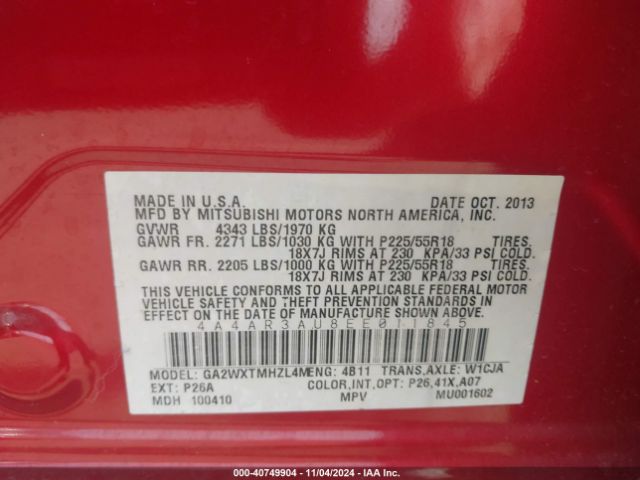 MADE IN U.S.A. DATE OCT. 2013
MFD BY MITSUBISHI MOTORS NORTH AMERICA, INC.
GVWR 4343 LBS/1970 KG
GAWR FR. 2271 LBS/1030 KG WITH P225/55R18 TIRES.
18X7J RIMS AT 230 KPA/33 PSI COLD.
GAWR RR. 2205 LBS/1000 KG WITH P225/55R18 TIRES.
18X7J RIMS AT 230 KPA/33 PSI COLD.
THIS VEHICLE CONFORMS TO ALL APPLICABLE FEDERAL MOTOR
VEHICLE SAFETY AND THEFT PREVENTION STANDARDS IN
EFFECT ON THE DATE OF MANUFACTURE SHOWN ABOVE.
4A4AR3AU8EE011845
MODEL: GA2WXTMHZL4M ENG: 4B11 TRANS,AXLE: W1CJA
EXT: P26A COLOR,INT,OPT: P26,41X,A07
MDH 100410 MPV MU001602
000-40749904 - 11/04/2024 - IAA Inc.